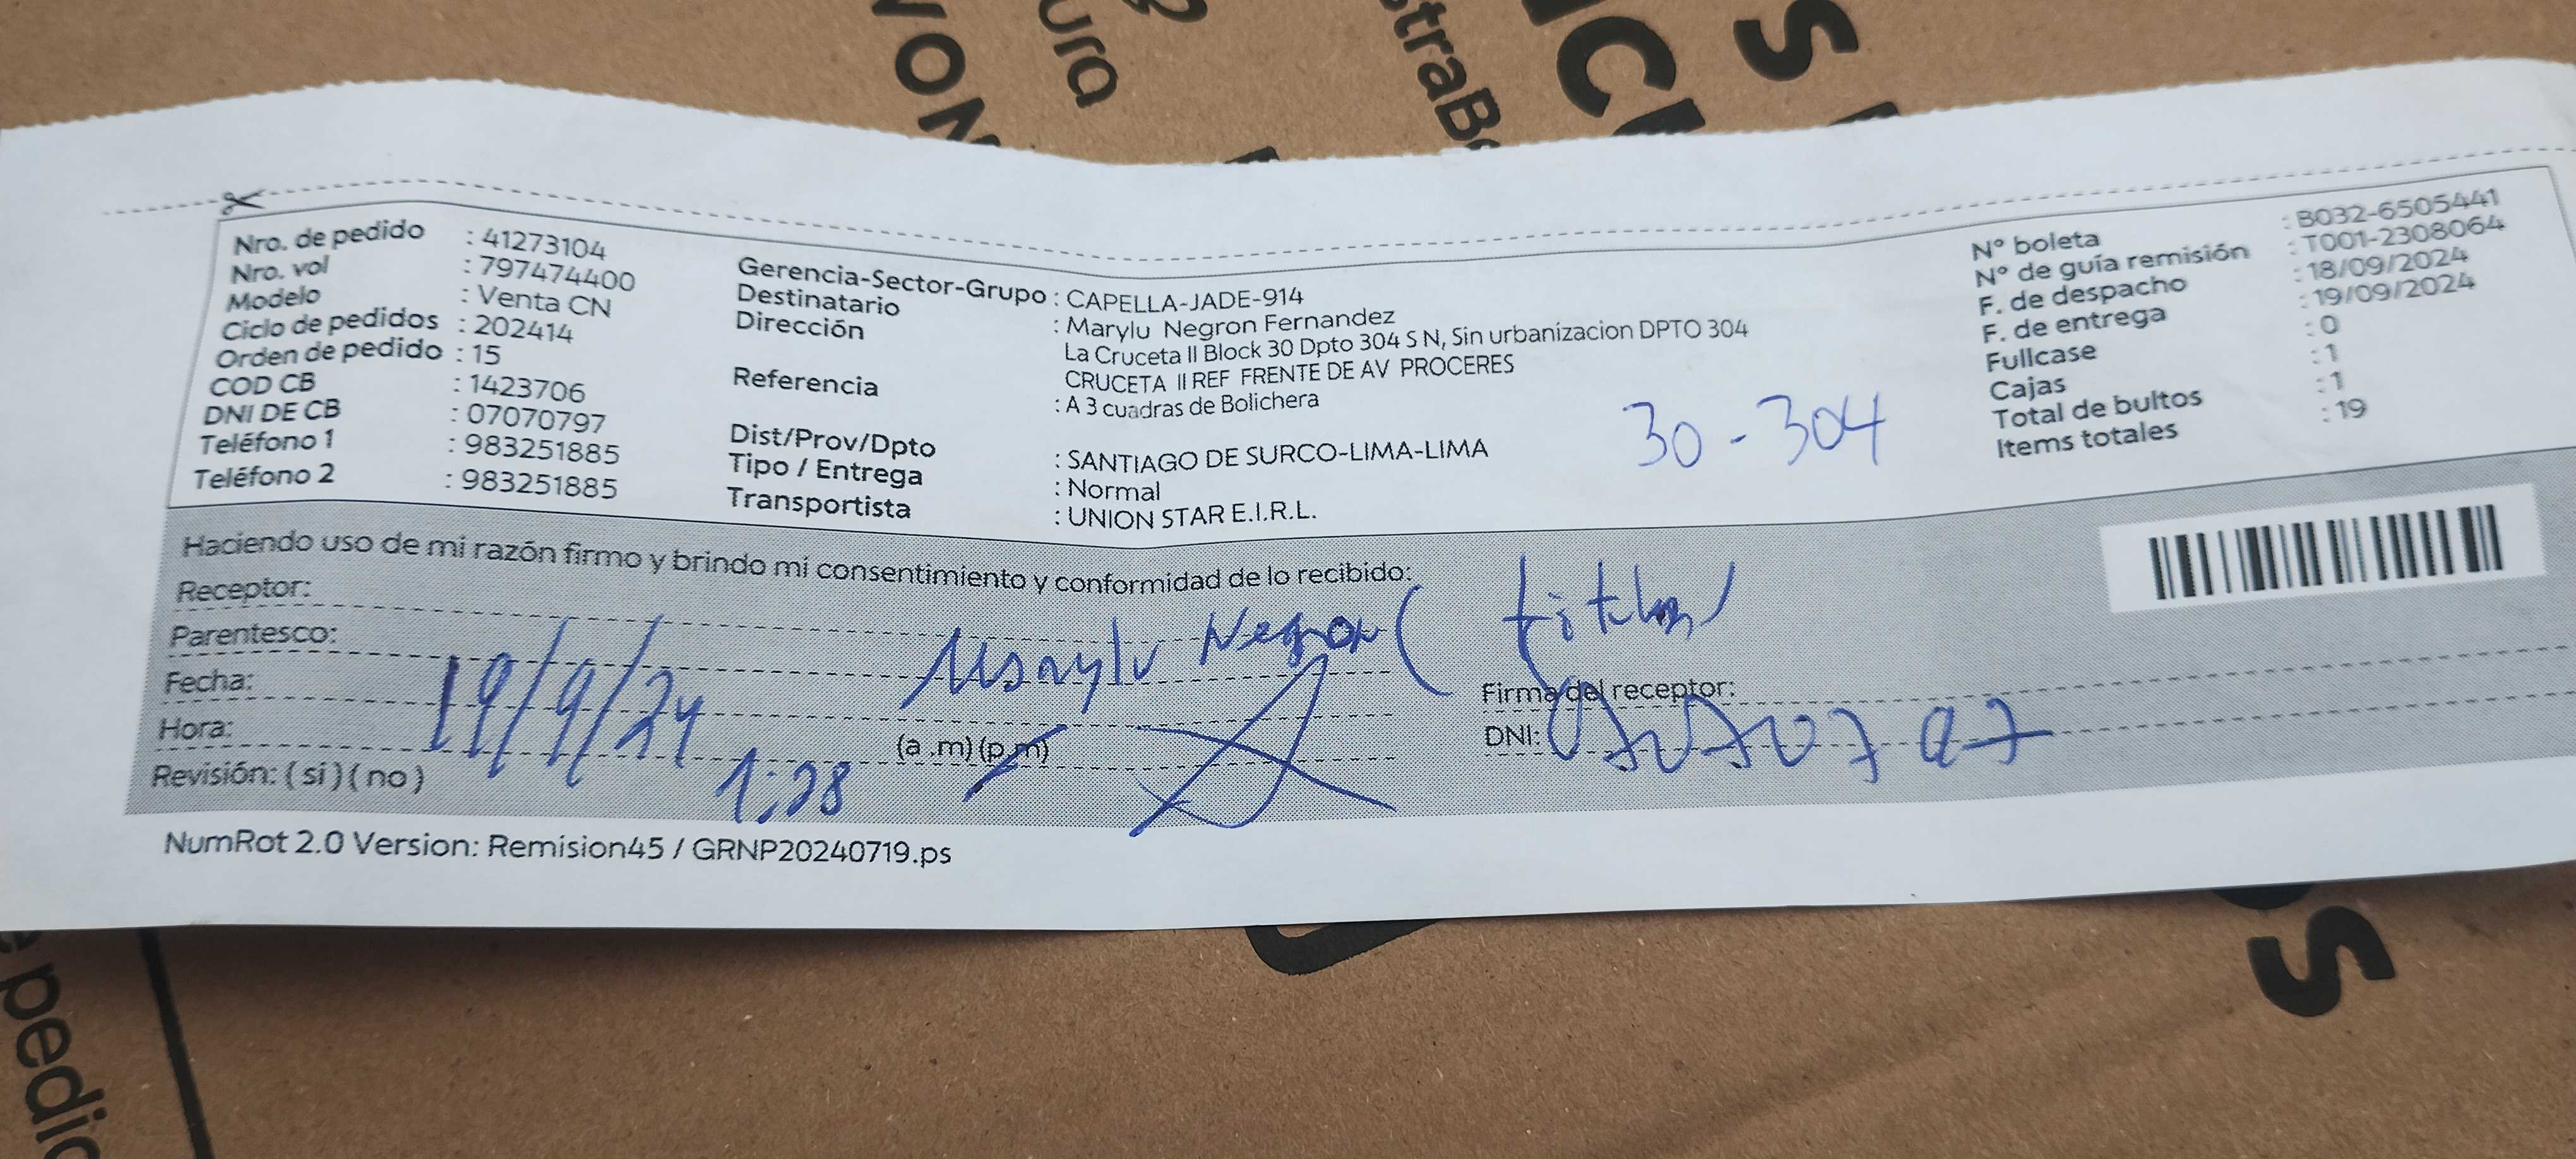 ura
Nro. de pedido : 41273104
Nro. vol : 797474400
Modelo : Venta CN
Ciclo de pedidos : 202414
Orden de pedido : 15
COD CB : 1423706
DNI DE CB : 07070797
Teléfono 1 : 983251885
Teléfono 2 : 983251885
Gerencia-Sector-Grupo : CAPELLA-JADE-914
Destinatario : Marylu Negron Fernandez
Dirección La Cruceta II Block 30 Dpto 304 S N, Sin urbanizacion DPTO 304
CRUCETA II REF FRENTE DE AV PROCERES
Referencia : A 3 cuadras de Bolichera
Dist/Prov/Dpto : SANTIAGO DE SURCO-LIMA-LIMA
Tipo / Entrega : Normal
Transportista : UNION STAR E.I.R.L.
30-304
N° boleta : B032-6505441
N° de guía remisión : T001-2308064
F. de despacho : 18/09/2024
F. de entrega : 19/09/2024
Fullcase : 0
Cajas : 1
Total de bultos : 1
Items totales : 19
Haciendo uso de mi razón firmo y brindo mi consentimiento y conformidad de lo recibido:
Receptor: Marylu Negron (titular)
Parentesco:
Fecha: 19/9/24
Firma del receptor:
Hora: 1:28 (a .m) (p.m)
DNI: 07070797
Revisión: ( si ) ( no )
NumRot 2.0 Version: Remision45 / GRNP20240719.ps
pedid